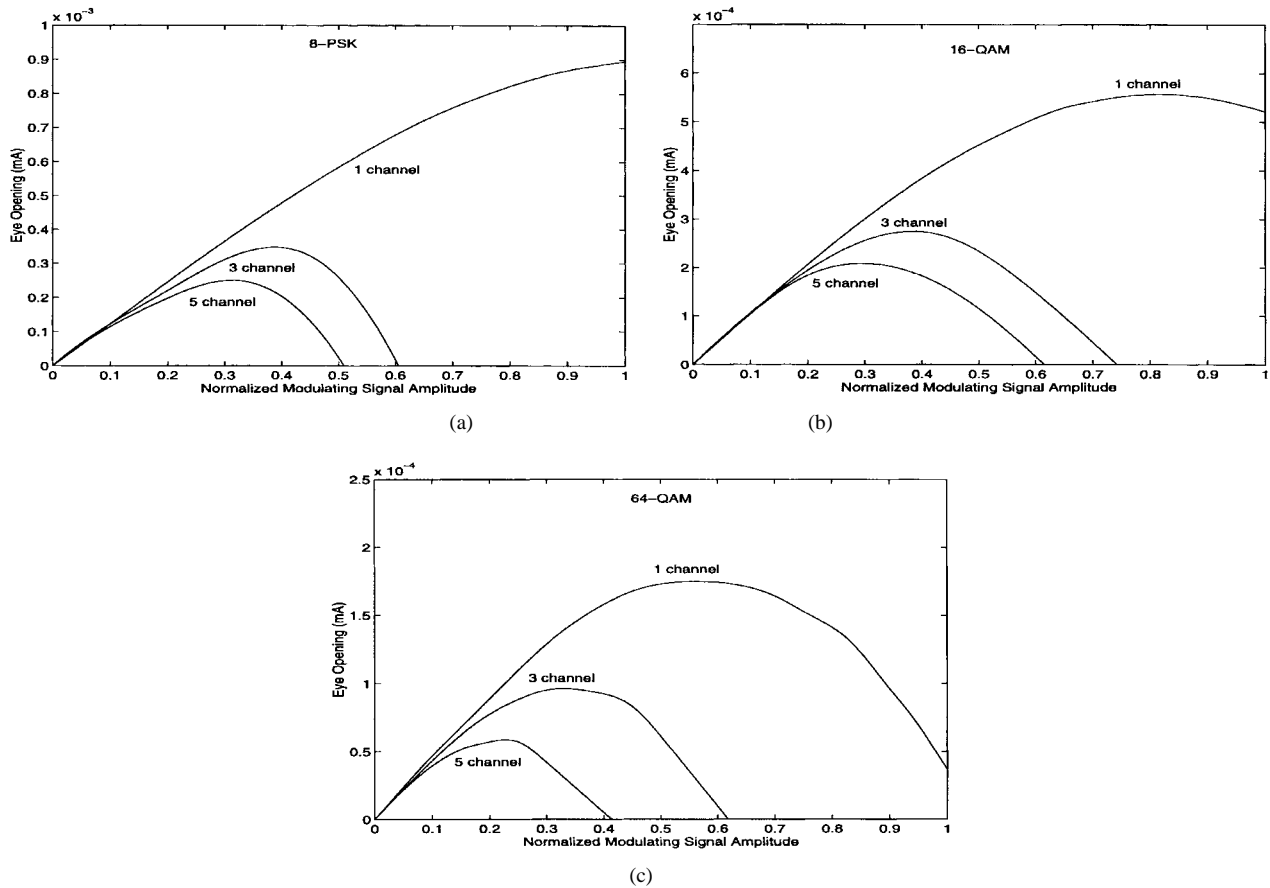 x 10⁻³
8–PSK
1
0.9
0.8
0.7
0.6
0.5
0.4
0.3
0.2
0.1
0
Eye Opening (mA)
1 channel
3 channel
5 channel
0 0.1 0.2 0.3 0.4 0.5 0.6 0.7 0.8 0.9 1
Normalized Modulating Signal Amplitude
(a)
x 10⁻⁴
16–QAM
6
5
4
3
2
1
0
Eye Opening (mA)
1 channel
3 channel
5 channel
0 0.1 0.2 0.3 0.4 0.5 0.6 0.7 0.8 0.9 1
Normalized Modulating Signal Amplitude
(b)
x 10⁻⁴
64–QAM
2.5
2
1.5
1
0.5
0
Eye Opening (mA)
1 channel
3 channel
5 channel
0 0.1 0.2 0.3 0.4 0.5 0.6 0.7 0.8 0.9 1
Normalized Modulating Signal Amplitude
(c)